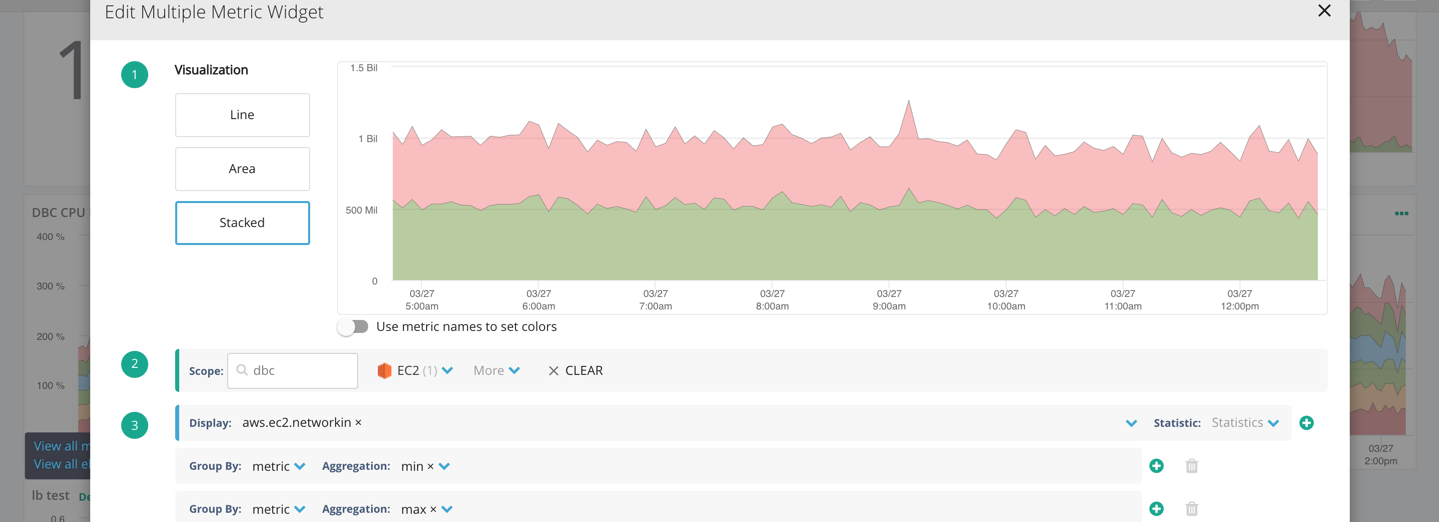 Edit Multiple Metric Widget
1
1
Visualization
Line
Area
Stacked
1.5 Bil
1 Bil
500 Mil
0
03/27 03/27 03/27 03/27 03/27 03/27 03/27 03/27
5:00am 6:00am 7:00am 8:00am 9:00am 10:00am 11:00am 12:00pm
Use metric names to set colors
DBC CPU
400 %
300 %
200 %
100 %
View all
View all
lb test
0.6
03/27
2:00pm
2
Scope: dbc EC2 (1) More × CLEAR
3
Display: aws.ec2.networkin × Statistic: Statistics
Group By: metric Aggregation: min ×
Group By: metric Aggregation: max ×